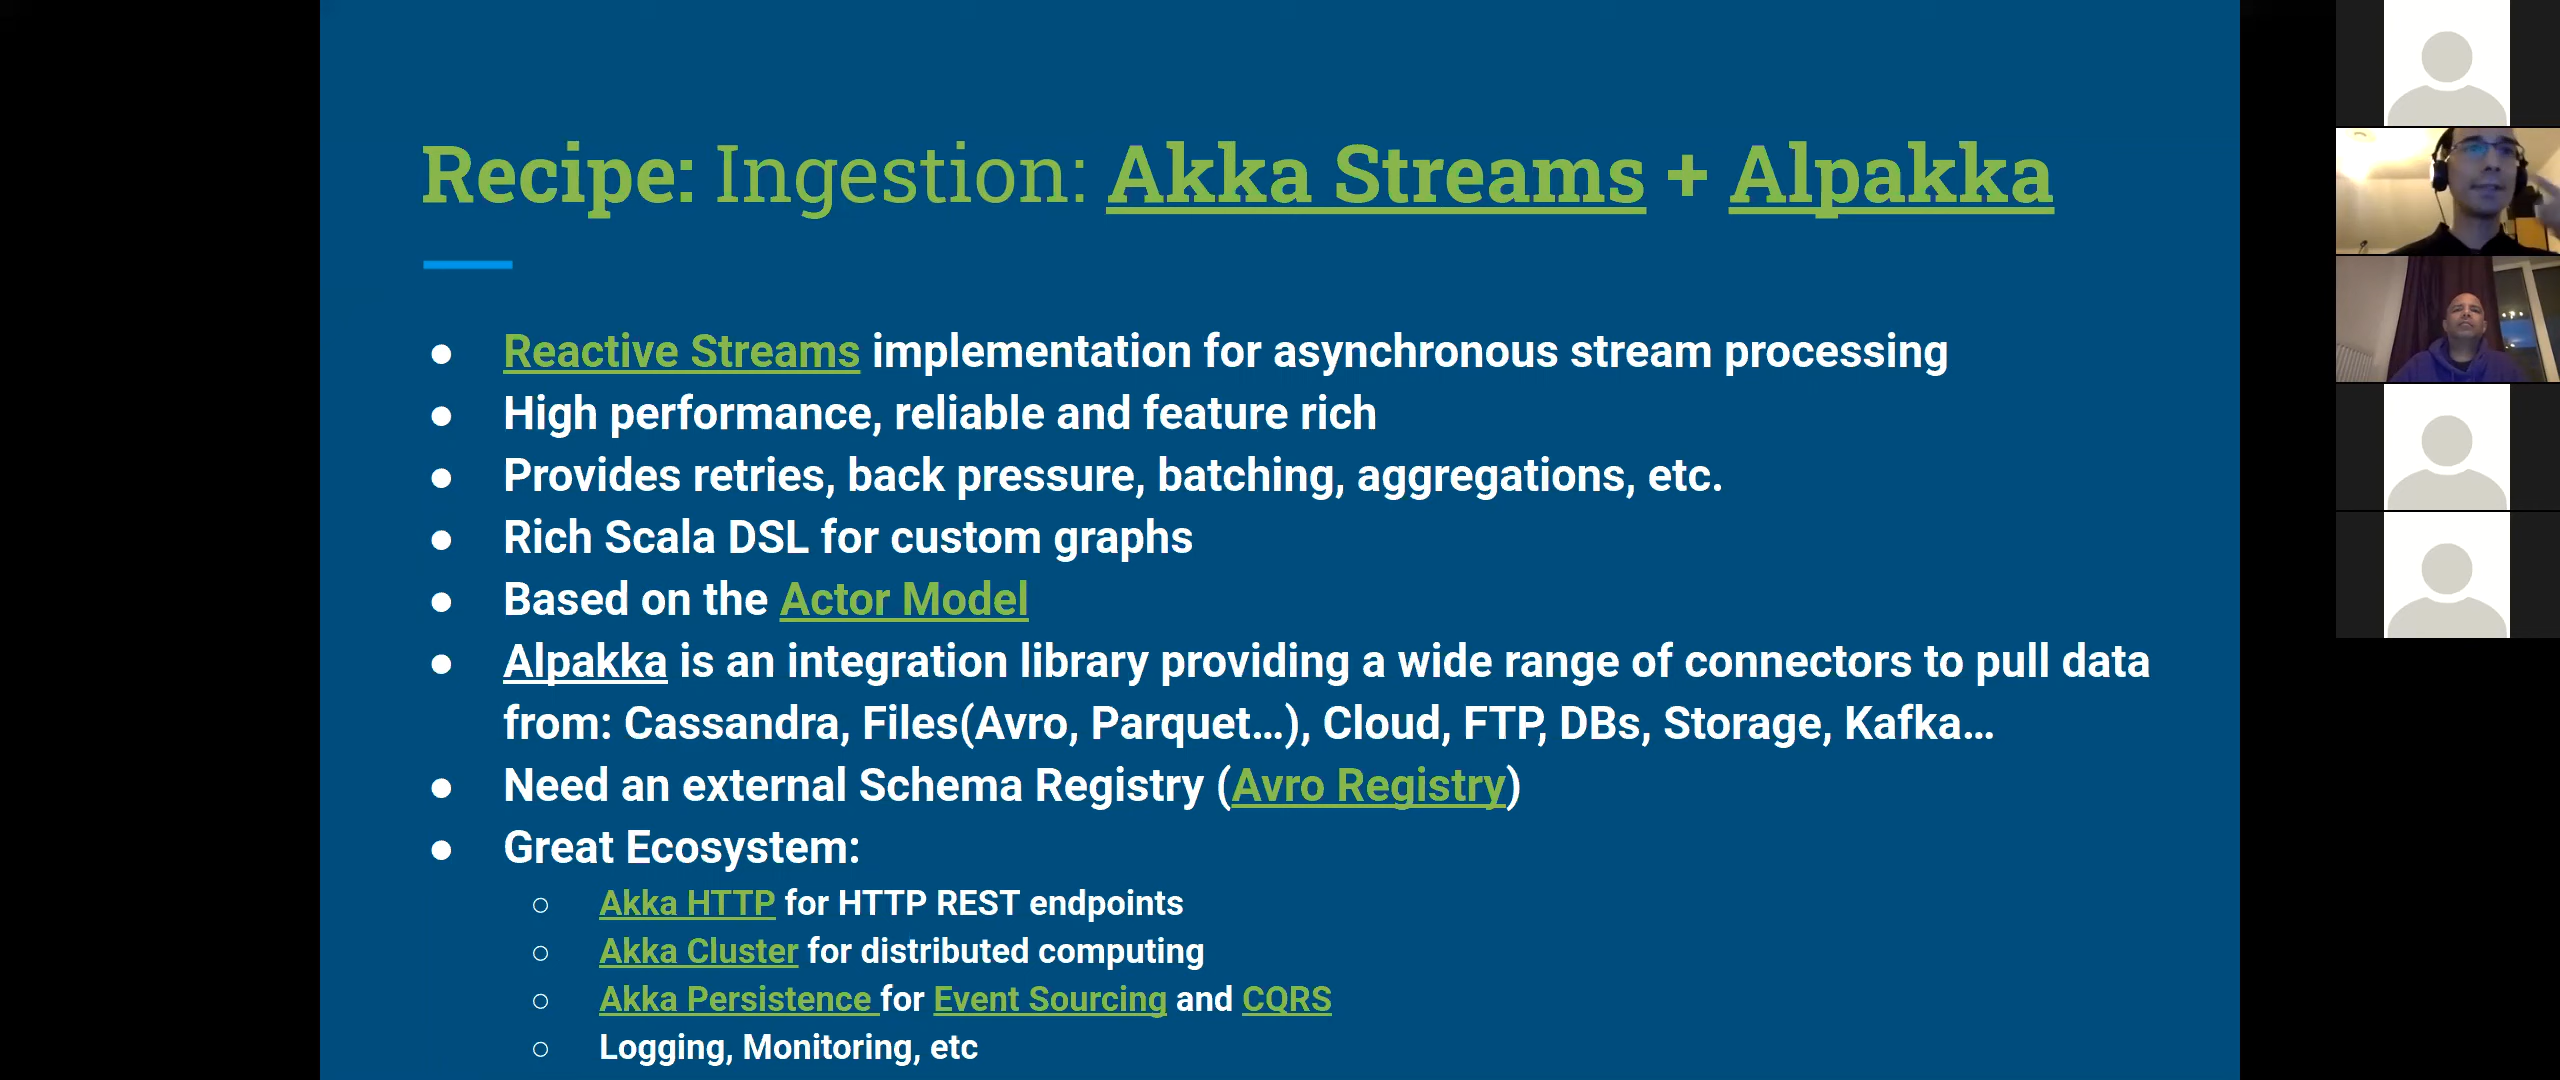 Recipe: Ingestion: Akka Streams + Alpakka
● Reactive Streams implementation for asynchronous stream processing
● High performance, reliable and feature rich
● Provides retries, back pressure, batching, aggregations, etc.
● Rich Scala DSL for custom graphs
● Based on the Actor Model
● Alpakka is an integration library providing a wide range of connectors to pull data
from: Cassandra, Files(Avro, Parquet…), Cloud, FTP, DBs, Storage, Kafka…
● Need an external Schema Registry (Avro Registry)
● Great Ecosystem:
○ Akka HTTP for HTTP REST endpoints
○ Akka Cluster for distributed computing
○ Akka Persistence for Event Sourcing and CQRS
○ Logging, Monitoring, etc